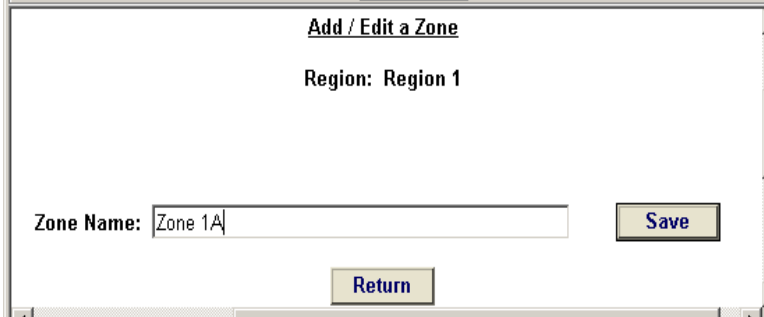 Add / Edit a Zone
Region: Region 1
Zone Name: Zone 1A Save
Return